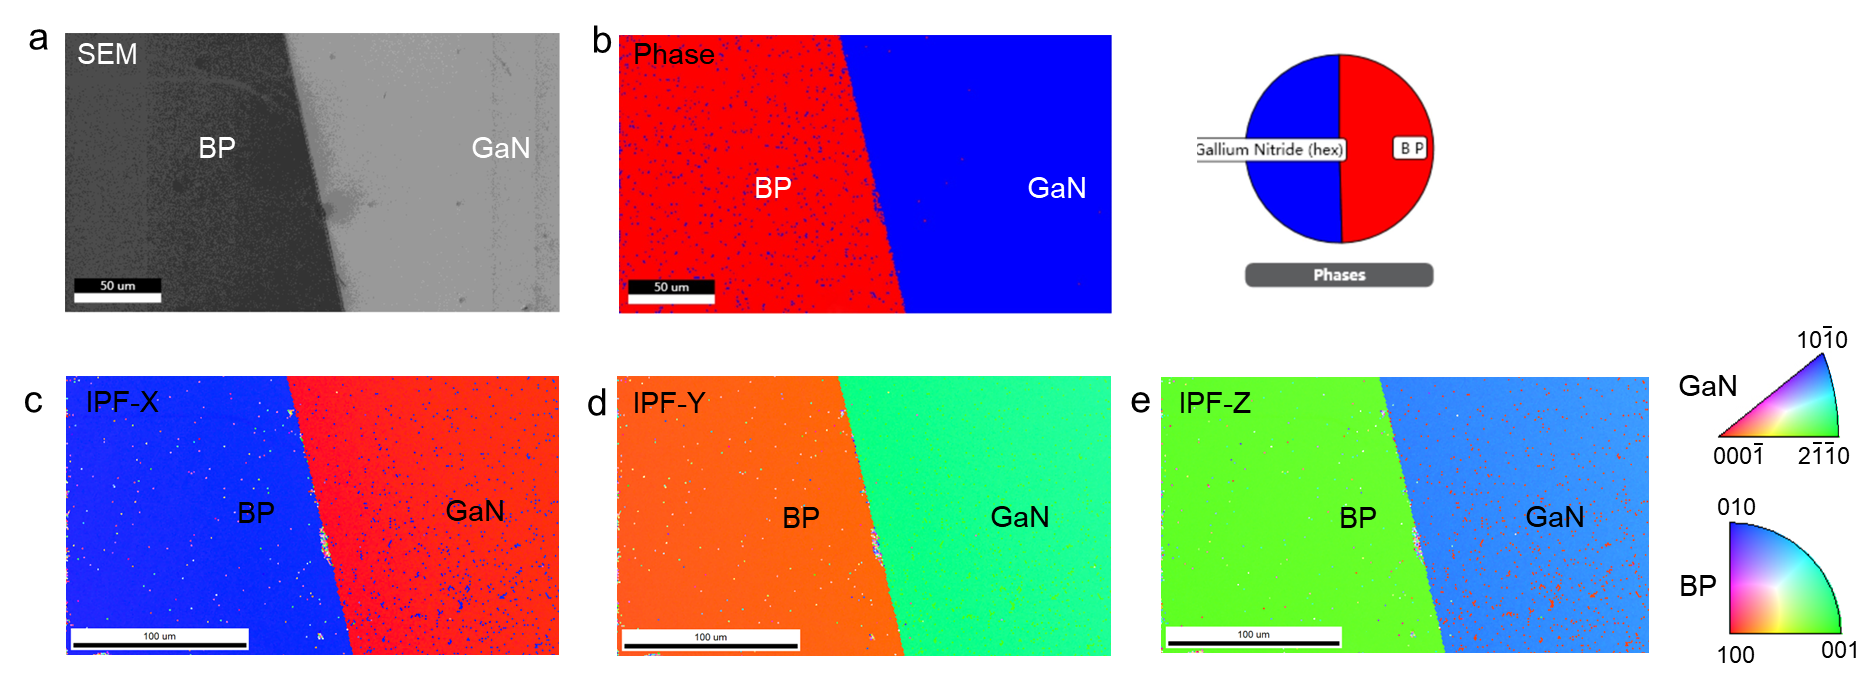 a
SEM
BP
GaN
50 um
b
Phase
BP
GaN
50 um
Gallium Nitride (hex)
B P
Phases
c
IPF-X
BP
GaN
100 um
d
IPF-Y
BP
GaN
100 um
e
IPF-Z
BP
GaN
100 um
GaN
101̅0
0001̅
21̅1̅0
BP
010
100
001